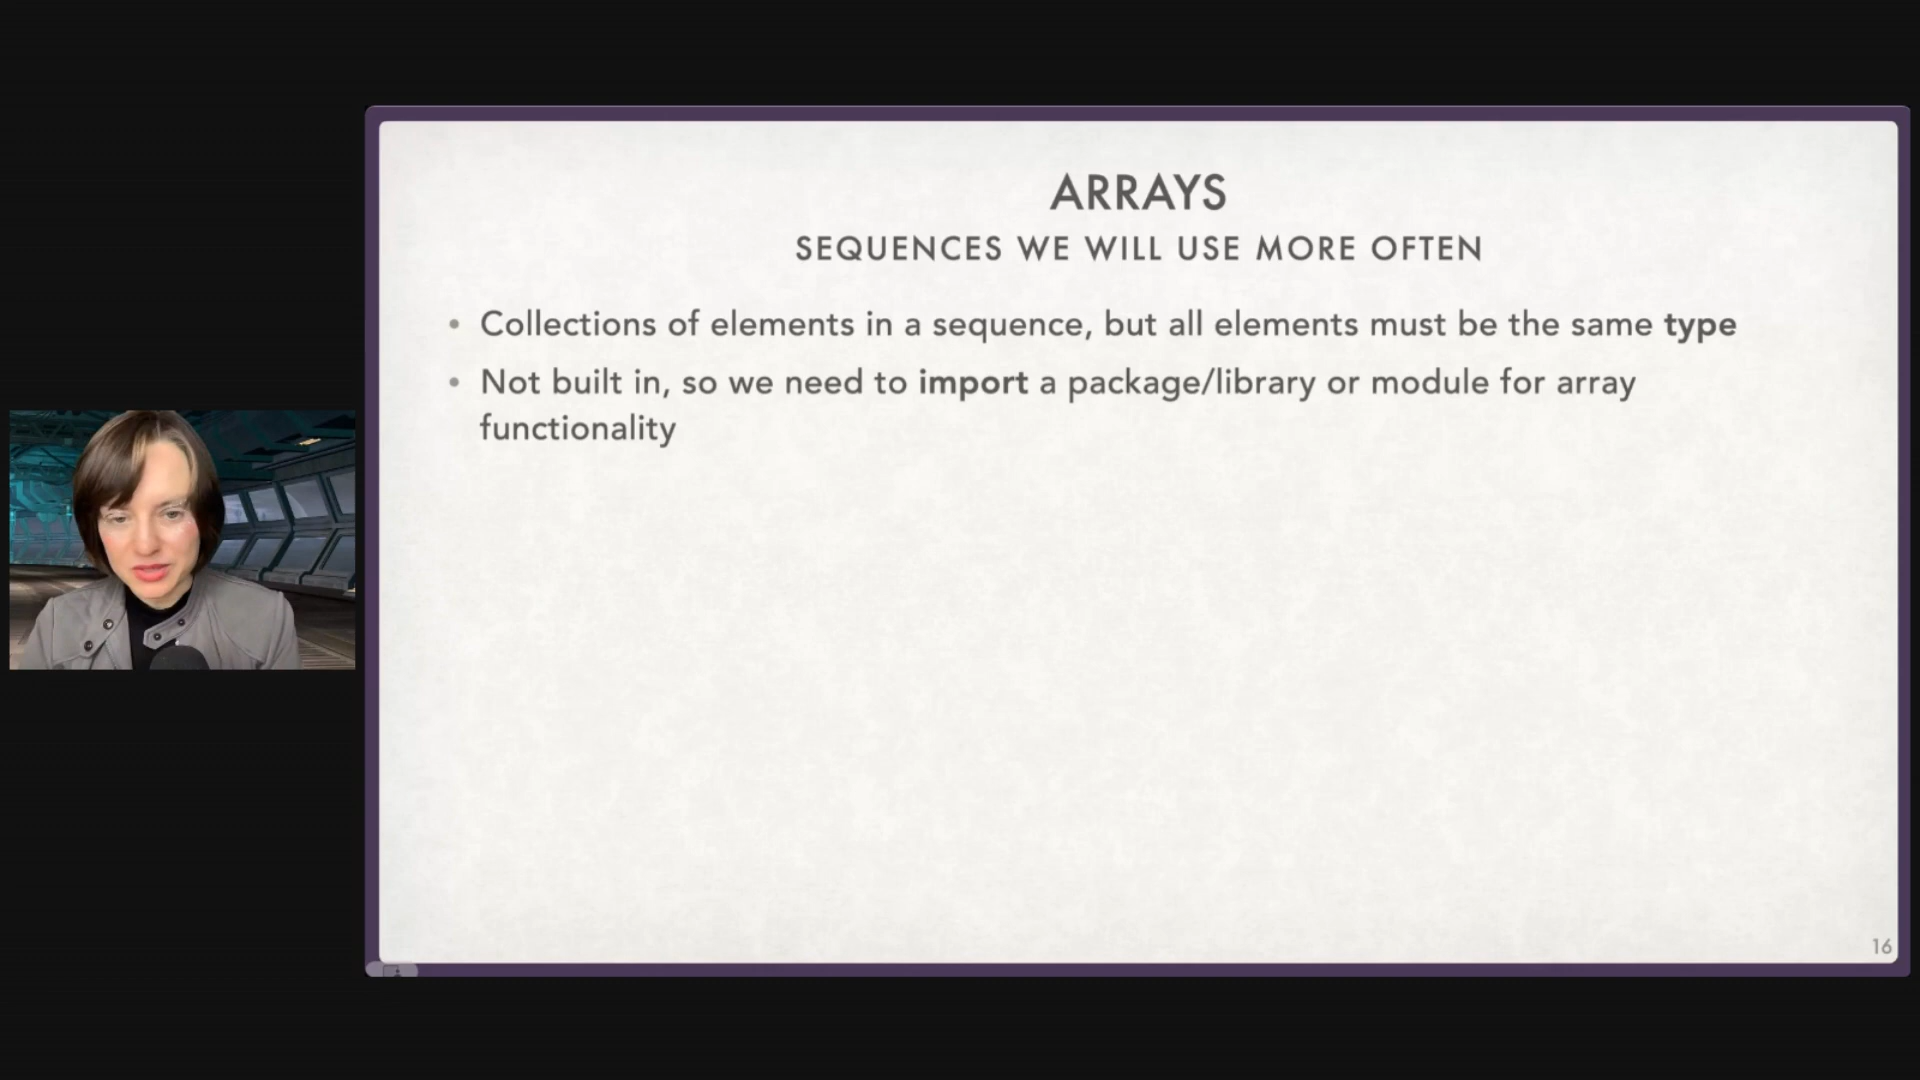 ARRAYS
SEQUENCES WE WILL USE MORE OFTEN
• Collections of elements in a sequence, but all elements must be the same type
• Not built in, so we need to import a package/library or module for array
functionality
16